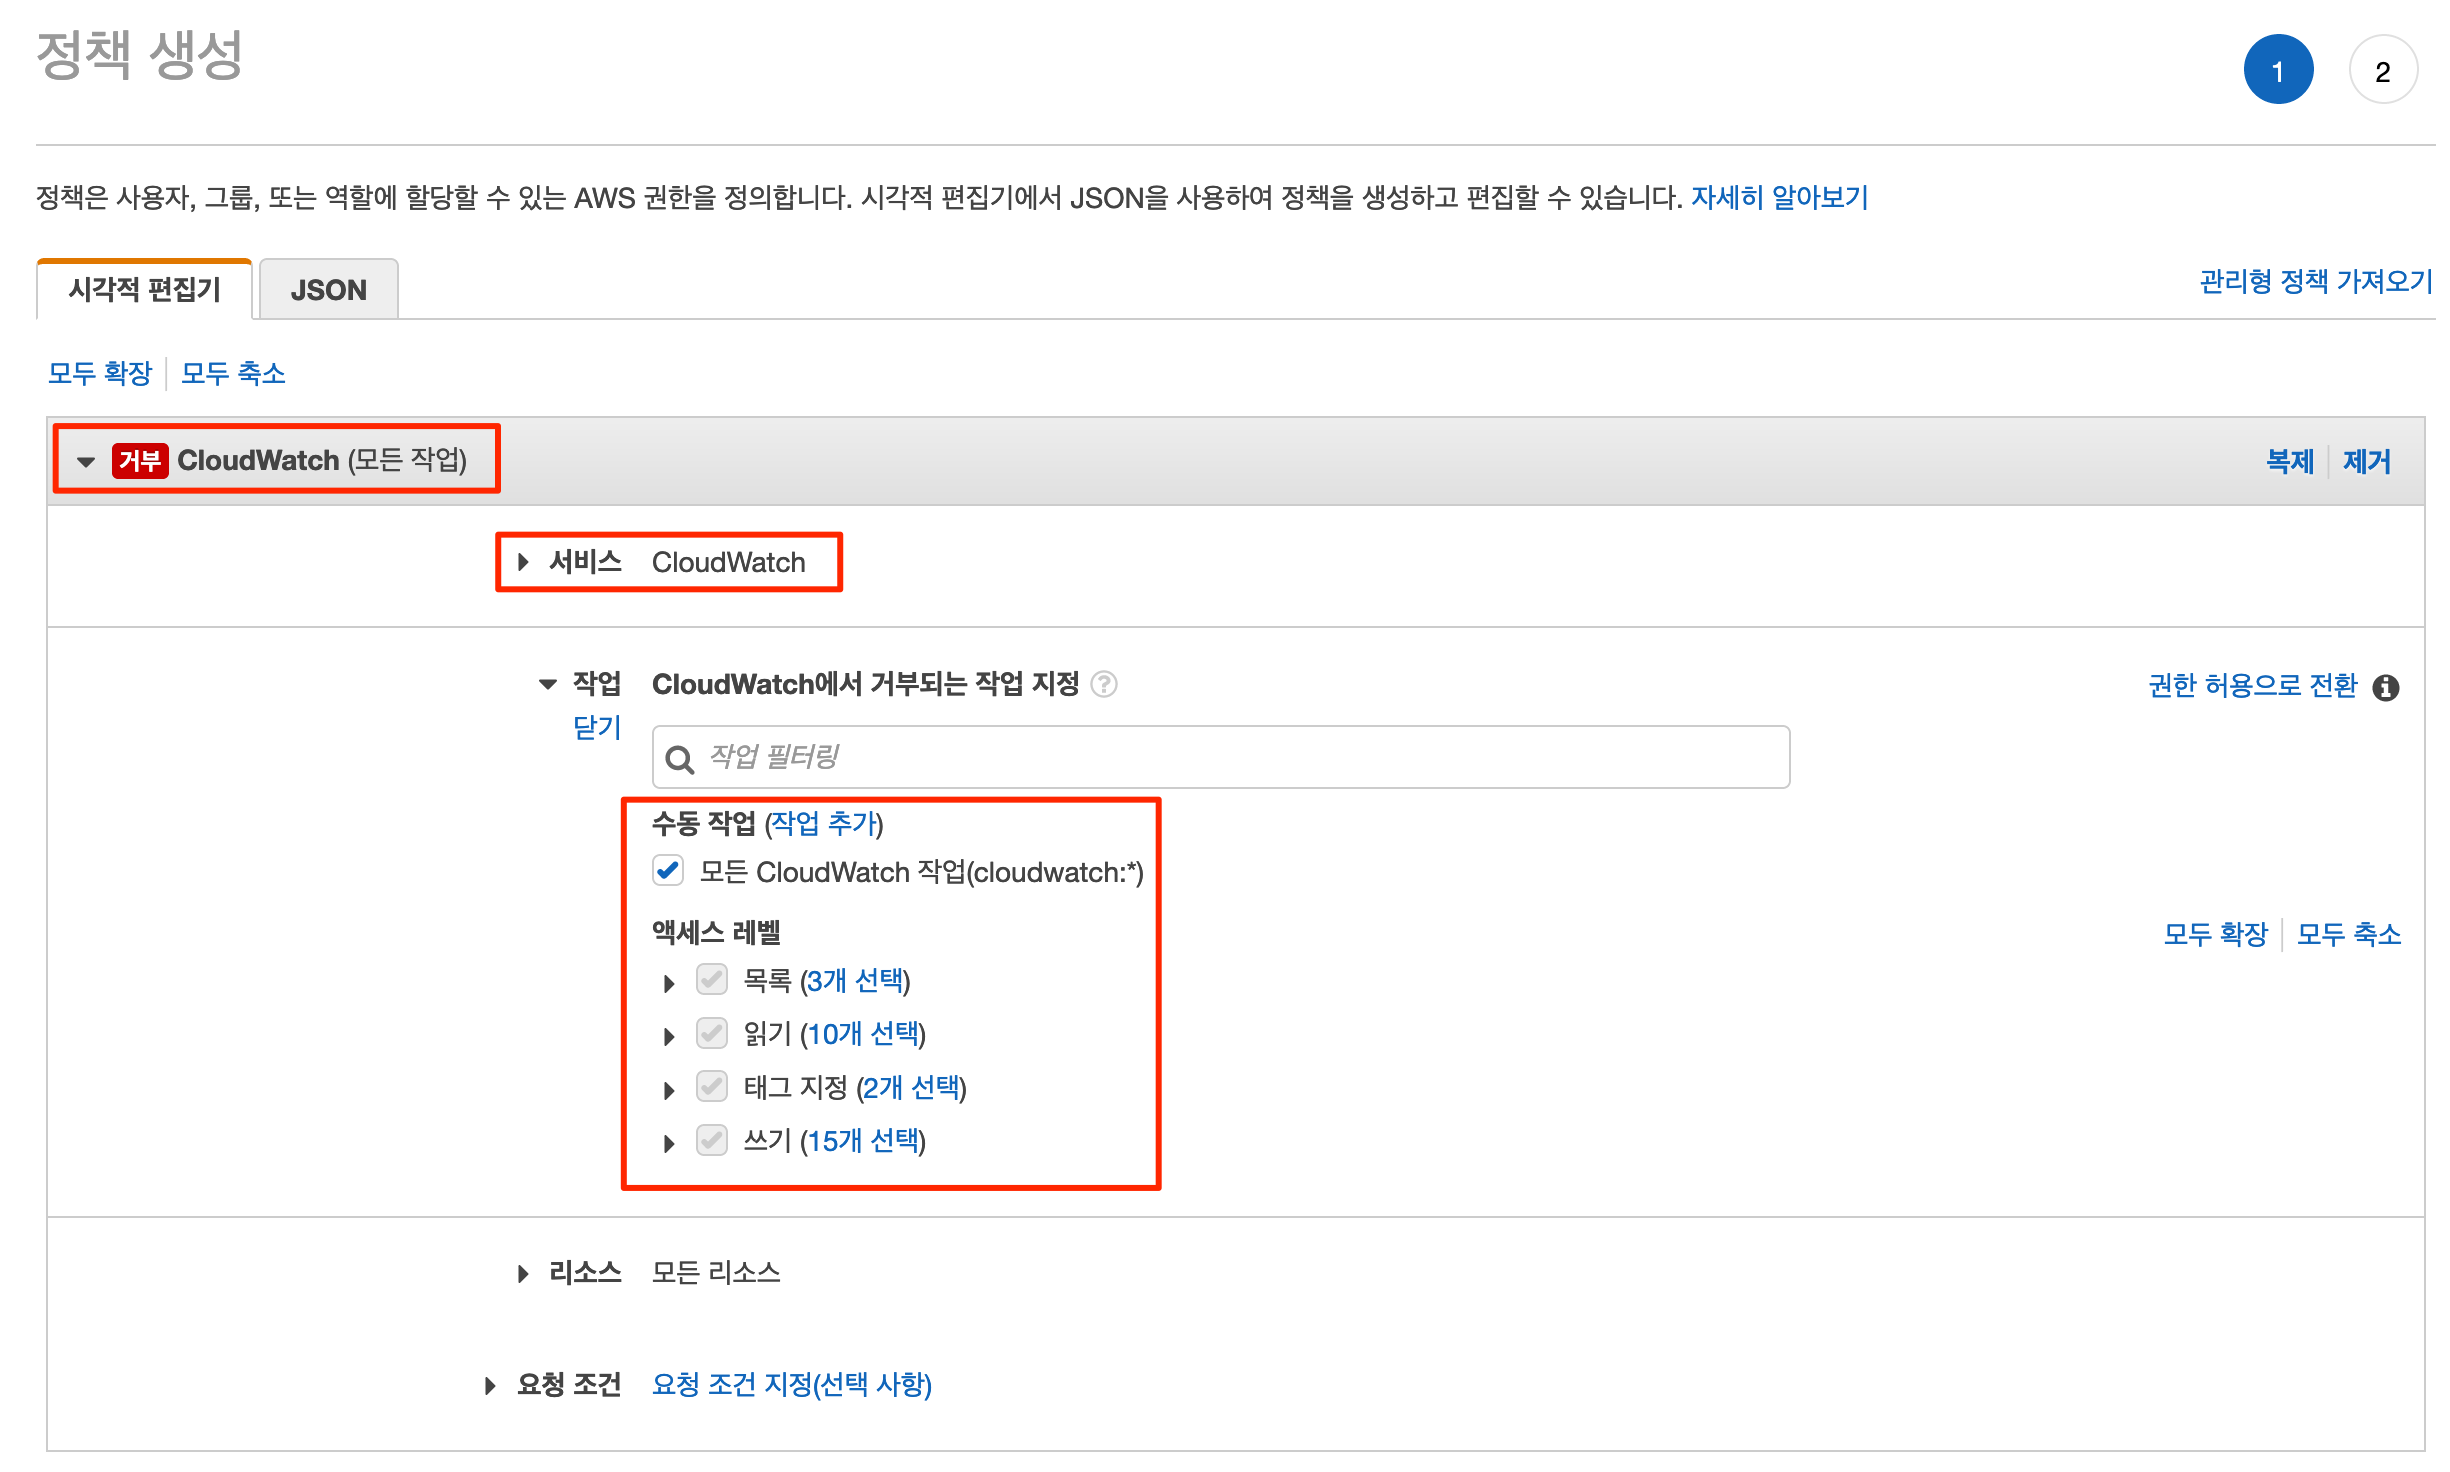 정책 생성
1
2
정책은 사용자, 그룹, 또는 역할에 할당할 수 있는 AWS 권한을 정의합니다. 시각적 편집기에서 JSON을 사용하여 정책을 생성하고 편집할 수 있습니다. 자세히 알아보기
시각적 편집기
JSON
관리형 정책 가져오기
모두 확장
모두 축소
거부 CloudWatch (모든 작업)
복제
제거
서비스 CloudWatch
작업 CloudWatch에서 거부되는 작업 지정
권한 허용으로 전환
닫기
작업 필터링
수동 작업 (작업 추가)
모든 CloudWatch 작업(cloudwatch:*)
액세스 레벨
모두 확장
모두 축소
목록 (3개 선택)
읽기 (10개 선택)
태그 지정 (2개 선택)
쓰기 (15개 선택)
리소스 모든 리소스
요청 조건 요청 조건 지정(선택 사항)